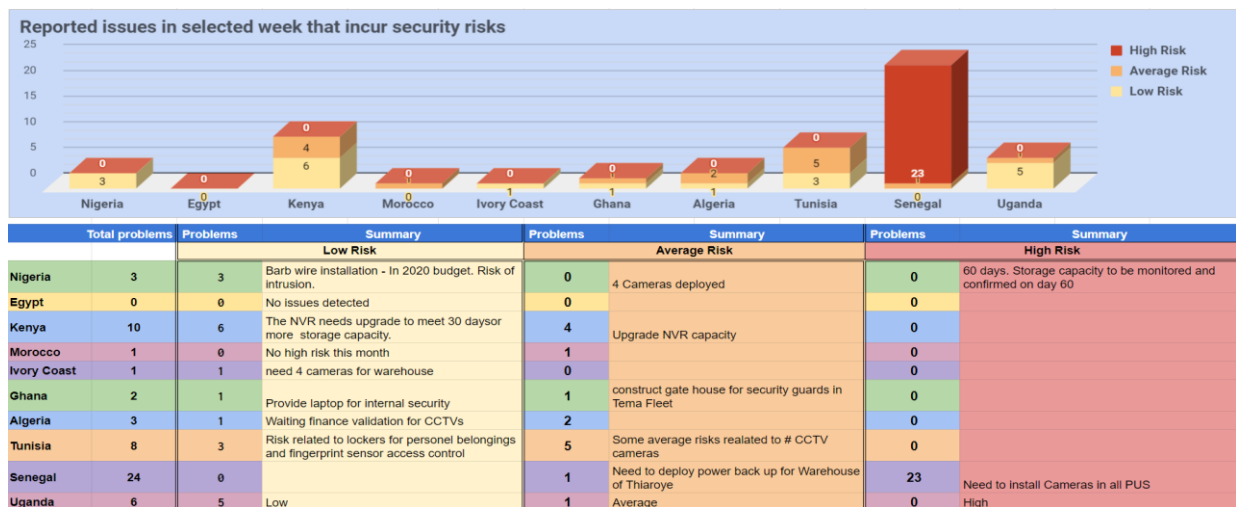 Reported issues in selected week that incur security risks
25
20
15
10
5
0
High Risk
Average Risk
Low Risk
0 0 0 0 0 0 0 0 23 0
4 2 5
3 0 6 0 1 1 1 3 0 5
Nigeria Egypt Kenya Morocco Ivory Coast Ghana Algeria Tunisia Senegal Uganda
Total problems Problems Summary Problems Summary Problems Summary
Low Risk Average Risk High Risk
Nigeria 3 3 Barb wire installation - In 2020 budget. Risk of
intrusion. 0 4 Cameras deployed 0 60 days. Storage capacity to be monitored and
confirmed on day 60
Egypt 0 0 No issues detected 0 0
Kenya 10 6 The NVR needs upgrade to meet 30 daysor
more storage capacity. 4 Upgrade NVR capacity 0
Morocco 1 0 No high risk this month 1 0
Ivory Coast 1 1 need 4 cameras for warehouse 0 0
Ghana 2 1 Provide laptop for internal security 1 construct gate house for security guards in
Tema Fleet 0
Algeria 3 1 Waiting finance validation for CCTVs 2 0
Tunisia 8 3 Risk related to lockers for personel belongings
and fingerprint sensor access control 5 Some average risks realated to # CCTV
cameras 0
Senegal 24 0 1 Need to deploy power back up for Warehouse
of Thiaroye 23 Need to install Cameras in all PUS
Uganda 6 5 Low 1 Average 0 High